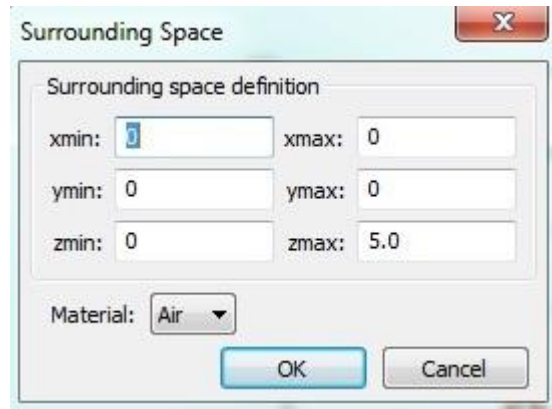 Surrounding Space
Surrounding space definition
xmin: 0 xmax: 0
ymin: 0 ymax: 0
zmin: 0 zmax: 5.0
Material: Air
OK Cancel